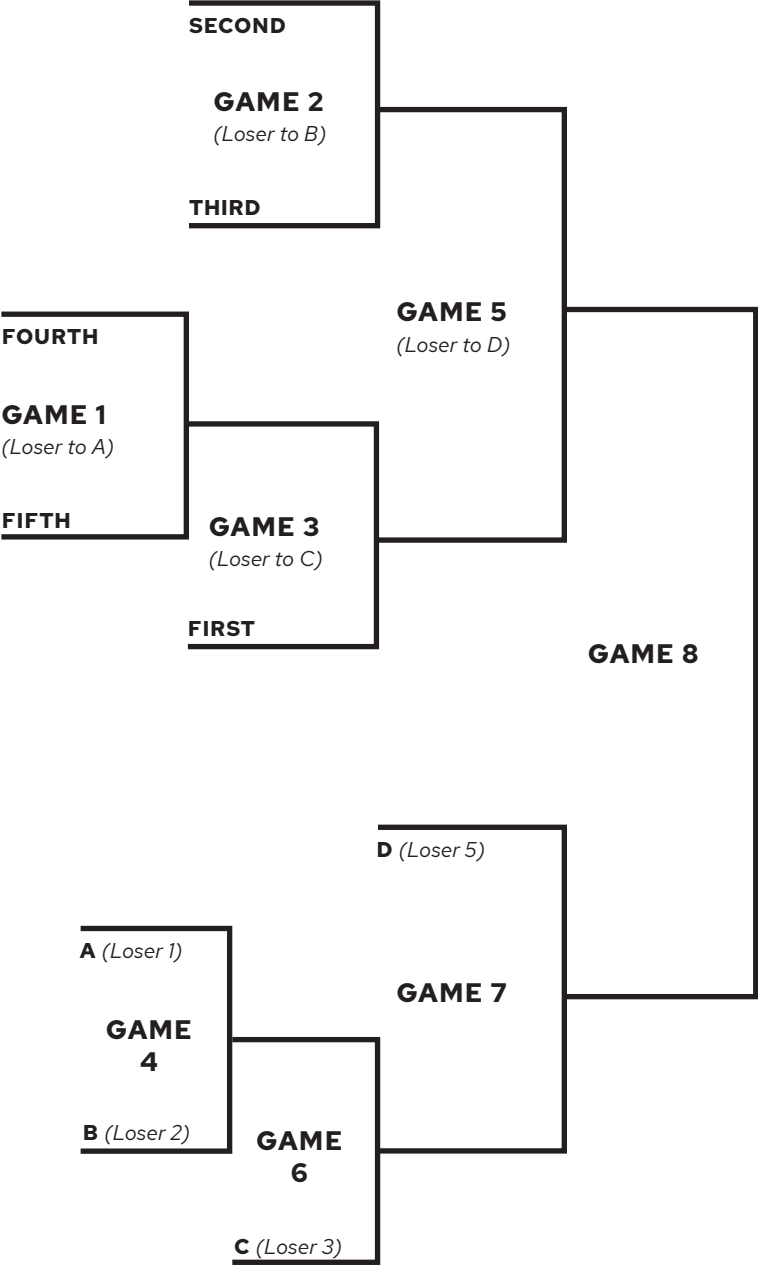 SECOND
GAME 2
(Loser to B)
THIRD
GAME 5
(Loser to D)
FOURTH
GAME 1
(Loser to A)
FIFTH
GAME 3
(Loser to C)
FIRST
GAME 8
D (Loser 5)
A (Loser 1)
GAME 7
GAME
4
B (Loser 2)
GAME
6
C (Loser 3)